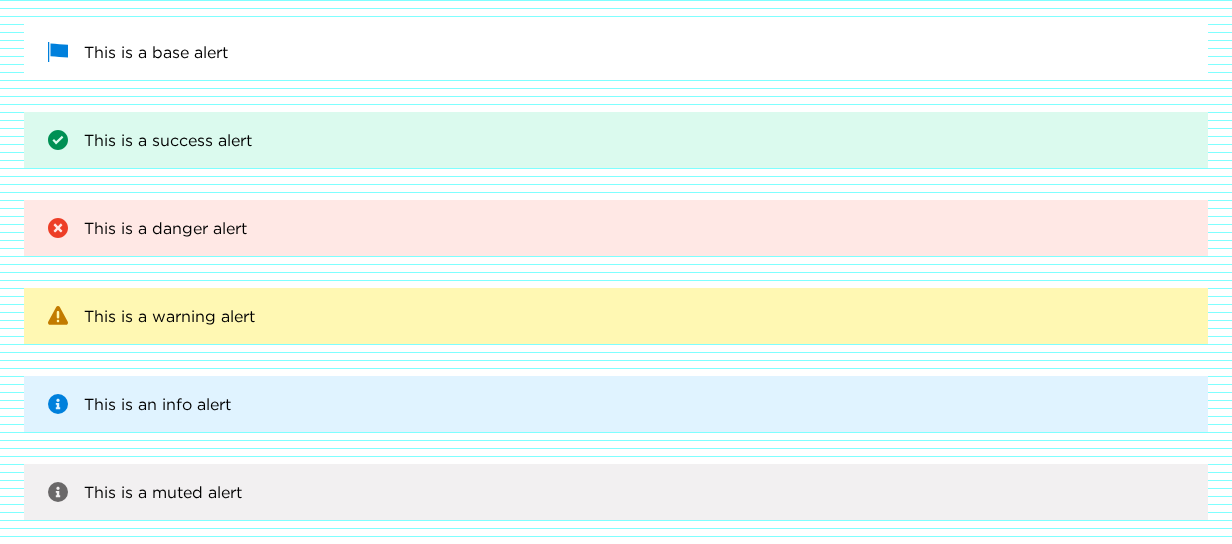 This is a base alert
This is a success alert
This is a danger alert
This is a warning alert
This is an info alert
This is a muted alert